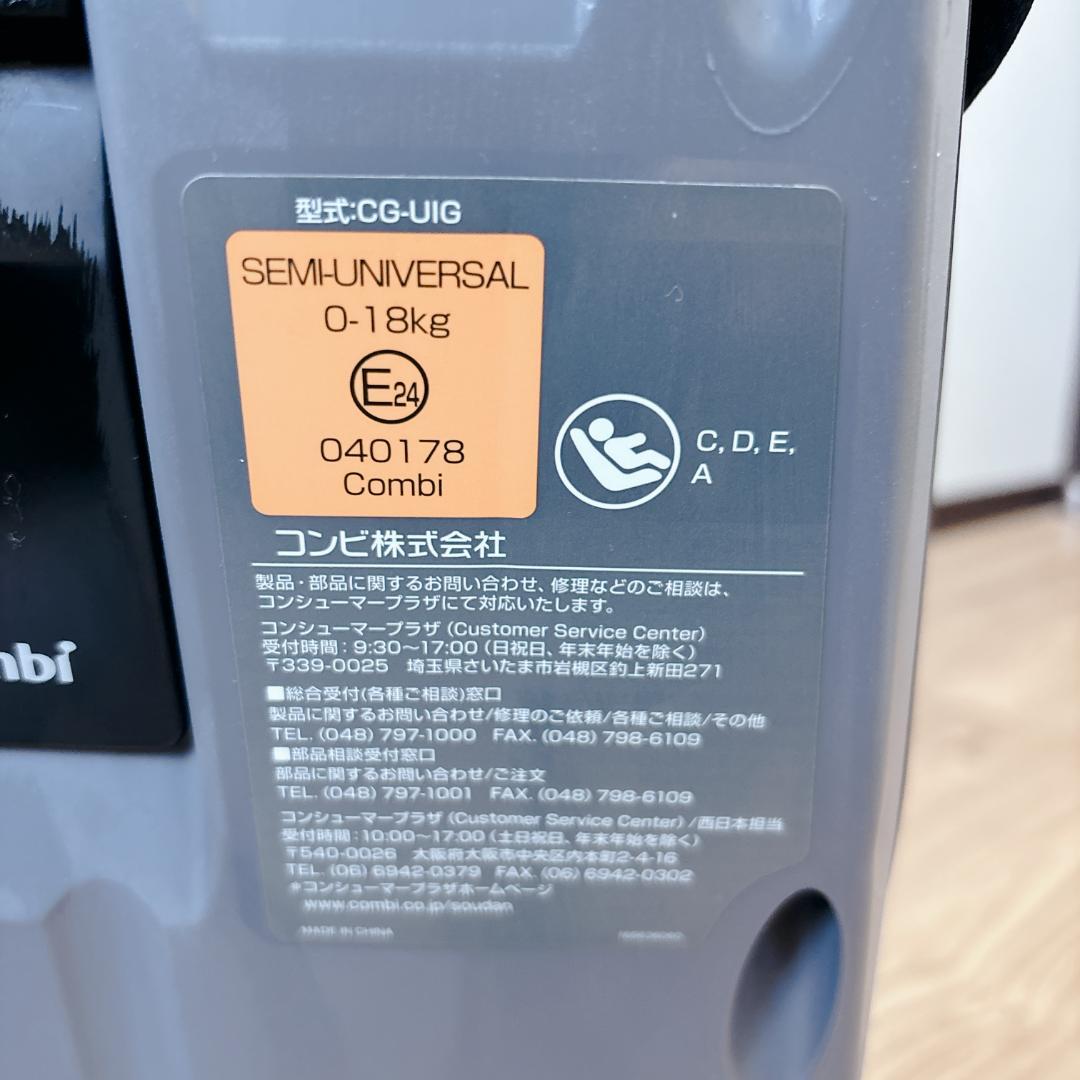 型式:CG-UIG
SEMI-UNIVERSAL
0-18kg
E24
040178
Combi
C, D, E,
A
コンビ株式会社
製品・部品に関するお問い合わせ、修理などのご相談は、
コンシューマープラザにて対応いたします。
コンシューマープラザ (Customer Service Center)
受付時間：9:30～17:00 (日祝日、年末年始を除く)
〒339-0025 埼玉県さいたま市岩槻区釣上新田271
■総合受付(各種ご相談)窓口
製品に関するお問い合わせ/修理のご依頼/各種ご相談/その他
TEL. (048) 797-1000 FAX. (048) 798-6109
■部品相談受付窓口
部品に関するお問い合わせ/ご注文
TEL. (048) 797-1001 FAX. (048) 798-6109
コンシューマープラザ (Customer Service Center) /西日本担当
受付時間：10:00～17:00 (土日祝日、年末年始を除く)
〒540-0026 大阪府大阪市中央区内本町2-4-16
TEL. (06) 6942-0379 FAX. (06) 6942-0302
＊コンシューマープラザホームページ
www.combi.co.jp/soudan
MADE IN CHINA
mbi